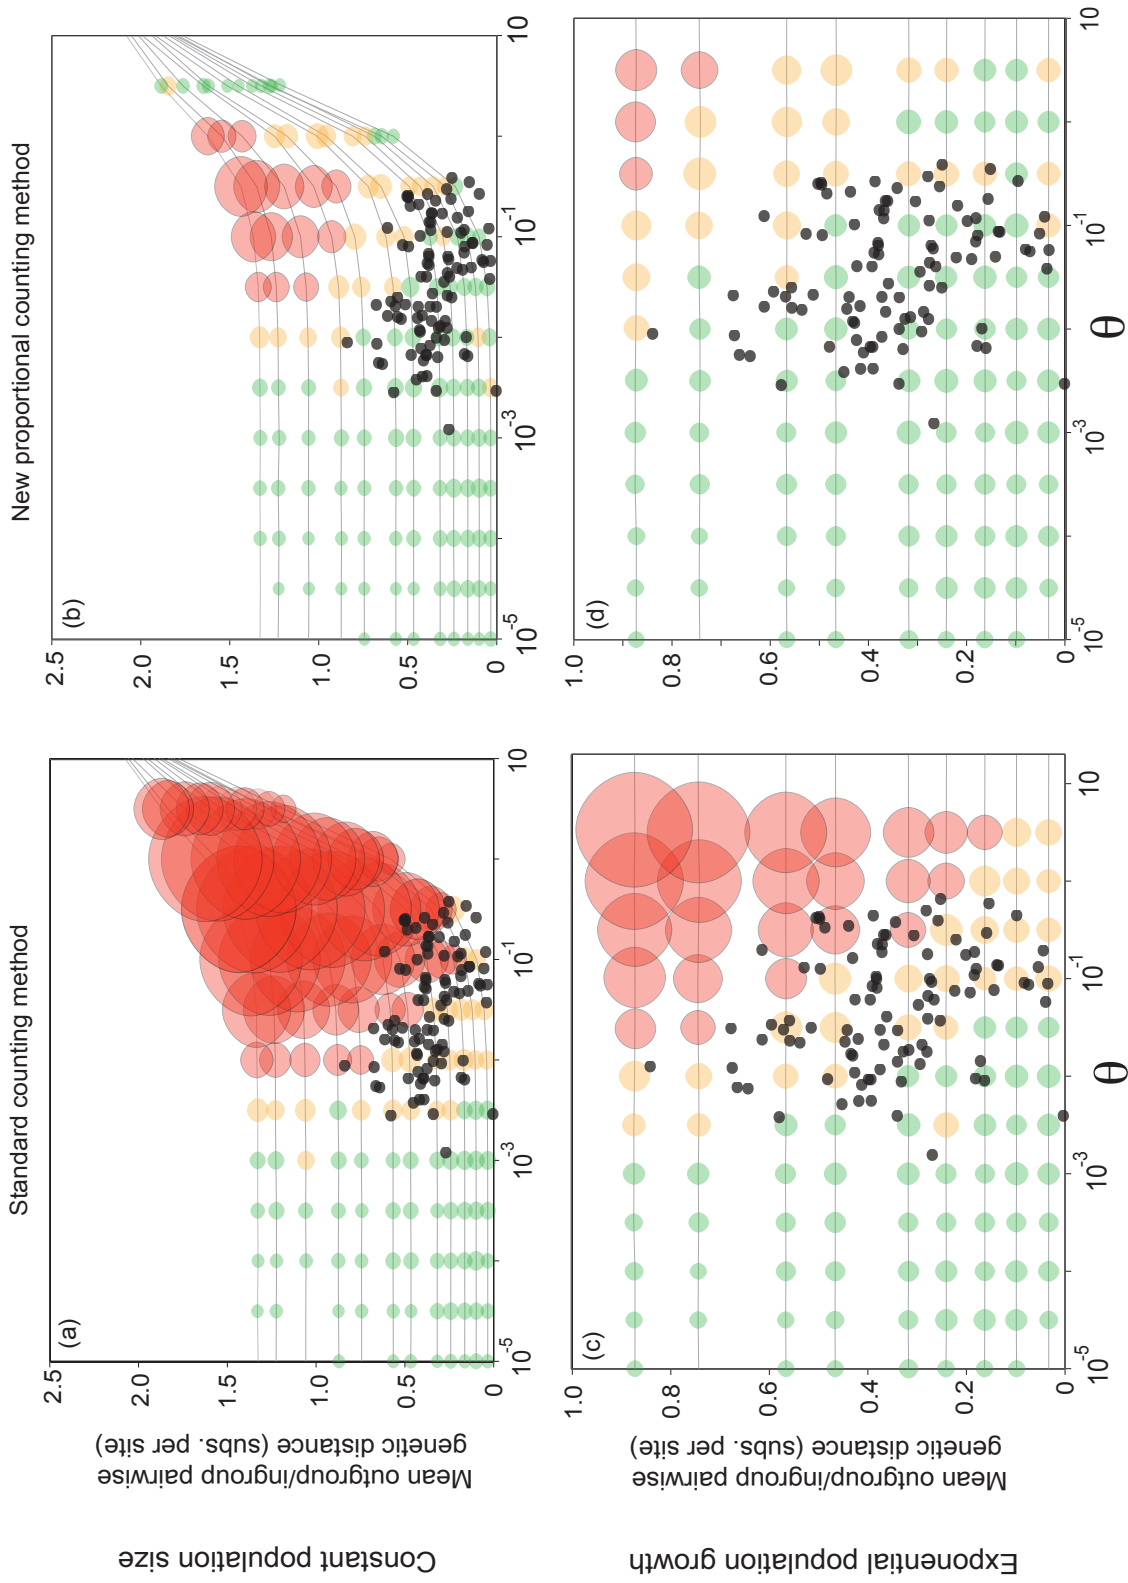 Standard counting method
New proportional counting method
Constant population size
Mean outgroup/ingroup pairwise
genetic distance (subs. per site)
(a)
2.5
2.0
1.5
1.0
0.5
0
10-5
10-3
10-1
10
(b)
2.5
2.0
1.5
1.0
0.5
0
10-5
10-3
10-1
10
Exponential population growth
Mean outgroup/ingroup pairwise
genetic distance (subs. per site)
(c)
1.0
0.8
0.6
0.4
0.2
0
10-5
10-3
10-1
10
θ
(d)
1.0
0.8
0.6
0.4
0.2
0
10-5
10-3
10-1
10
θ